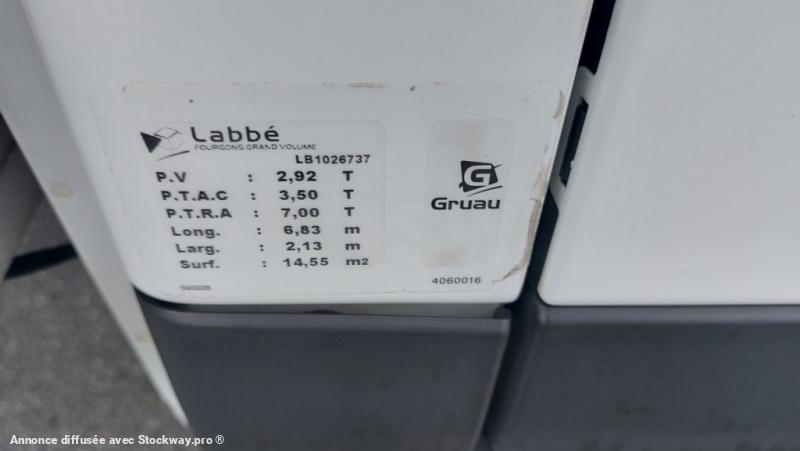 Labbé
FOURGONS GRAND VOLUME
LB1026737
P.V : 2,92 T
P.T.A.C : 3,50 T
P.T.R.A : 7,00 T
Long. : 6,83 m
Larg. : 2,13 m
Surf. : 14,55 m2
590928
G
Gruau
4060016
Annonce diffusée avec Stockway.pro ®